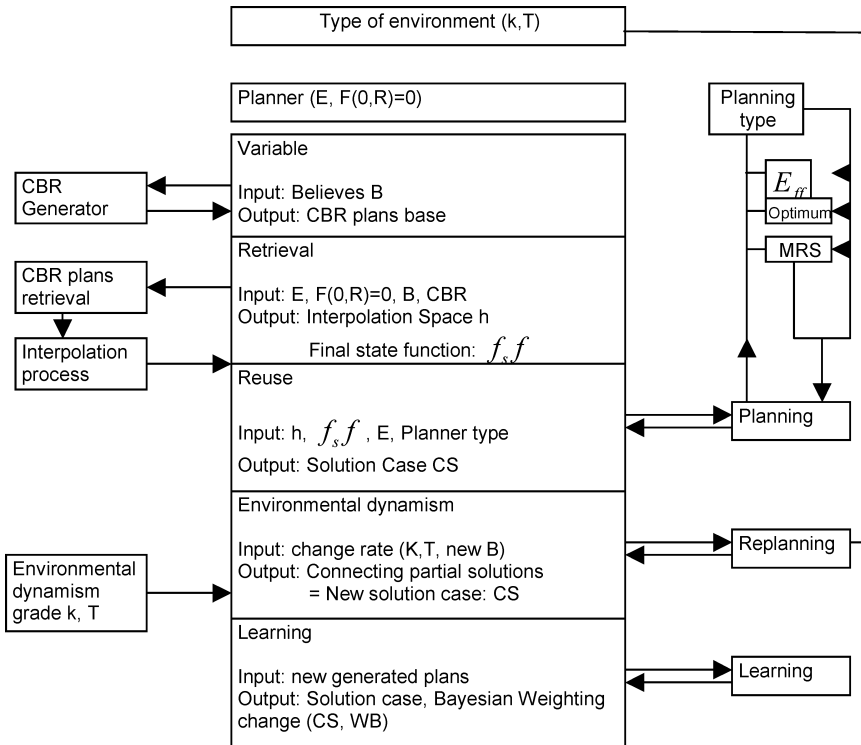 Type of environment (k,T)
Planner (E, F(0,R)=0)
Planning
type
Variable
Input: Believes B
Output: CBR plans base
CBR
Generator
E_ff
Optimum
MRS
Retrieval
Input: E, F(0,R)=0, B, CBR
Output: Interpolation Space h
Final state function: f_s f
CBR plans
retrieval
Interpolation
process
Reuse
Input: h, f_s f , E, Planner type
Output: Solution Case CS
Planning
Environmental dynamism
Input: change rate (K,T, new B)
Output: Connecting partial solutions
= New solution case: CS
Replanning
Environmental
dynamism
grade k, T
Learning
Input: new generated plans
Output: Solution case, Bayesian Weighting
change (CS, WB)
Learning